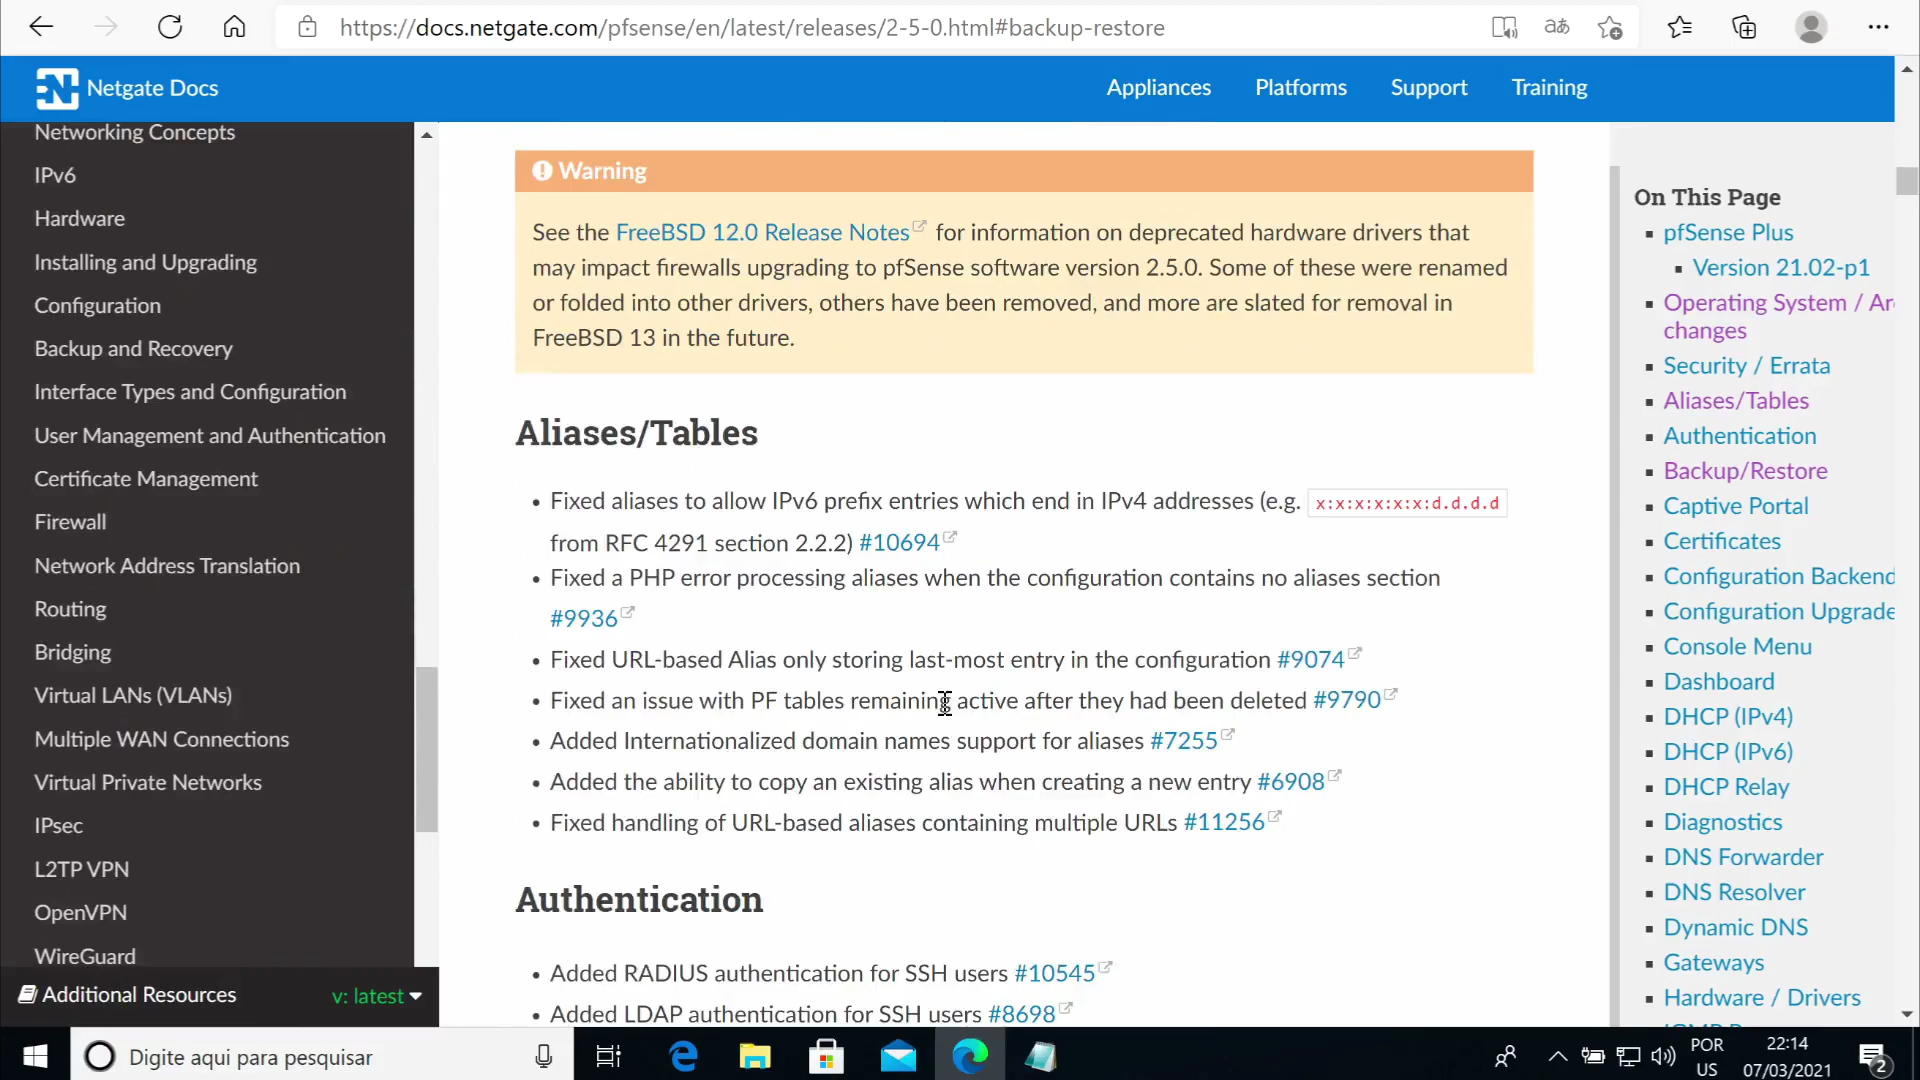 https://docs.netgate.com/pfsense/en/latest/releases/2-5-0.html#backup-restore
Netgate Docs
Appliances
Platforms
Support
Training
Networking Concepts
IPv6
Hardware
Installing and Upgrading
Configuration
Backup and Recovery
Interface Types and Configuration
User Management and Authentication
Certificate Management
Firewall
Network Address Translation
Routing
Bridging
Virtual LANs (VLANs)
Multiple WAN Connections
Virtual Private Networks
IPsec
L2TP VPN
OpenVPN
WireGuard
Additional Resources
v: latest
Warning
See the FreeBSD 12.0 Release Notes for information on deprecated hardware drivers that
may impact firewalls upgrading to pfSense software version 2.5.0. Some of these were renamed
or folded into other drivers, others have been removed, and more are slated for removal in
FreeBSD 13 in the future.
Aliases/Tables
• Fixed aliases to allow IPv6 prefix entries which end in IPv4 addresses (e.g. x:x:x:x:x:x:d.d.d.d
from RFC 4291 section 2.2.2) #10694
• Fixed a PHP error processing aliases when the configuration contains no aliases section
#9936
• Fixed URL-based Alias only storing last-most entry in the configuration #9074
• Fixed an issue with PF tables remaining active after they had been deleted #9790
• Added Internationalized domain names support for aliases #7255
• Added the ability to copy an existing alias when creating a new entry #6908
• Fixed handling of URL-based aliases containing multiple URLs #11256
Authentication
• Added RADIUS authentication for SSH users #10545
• Added LDAP authentication for SSH users #8698
On This Page
pfSense Plus
Version 21.02-p1
Operating System / Ar
changes
Security / Errata
Aliases/Tables
Authentication
Backup/Restore
Captive Portal
Certificates
Configuration Backend
Configuration Upgrade
Console Menu
Dashboard
DHCP (IPv4)
DHCP (IPv6)
DHCP Relay
Diagnostics
DNS Forwarder
DNS Resolver
Dynamic DNS
Gateways
Hardware / Drivers
Digite aqui para pesquisar
POR
US
22:14
07/03/2021
2